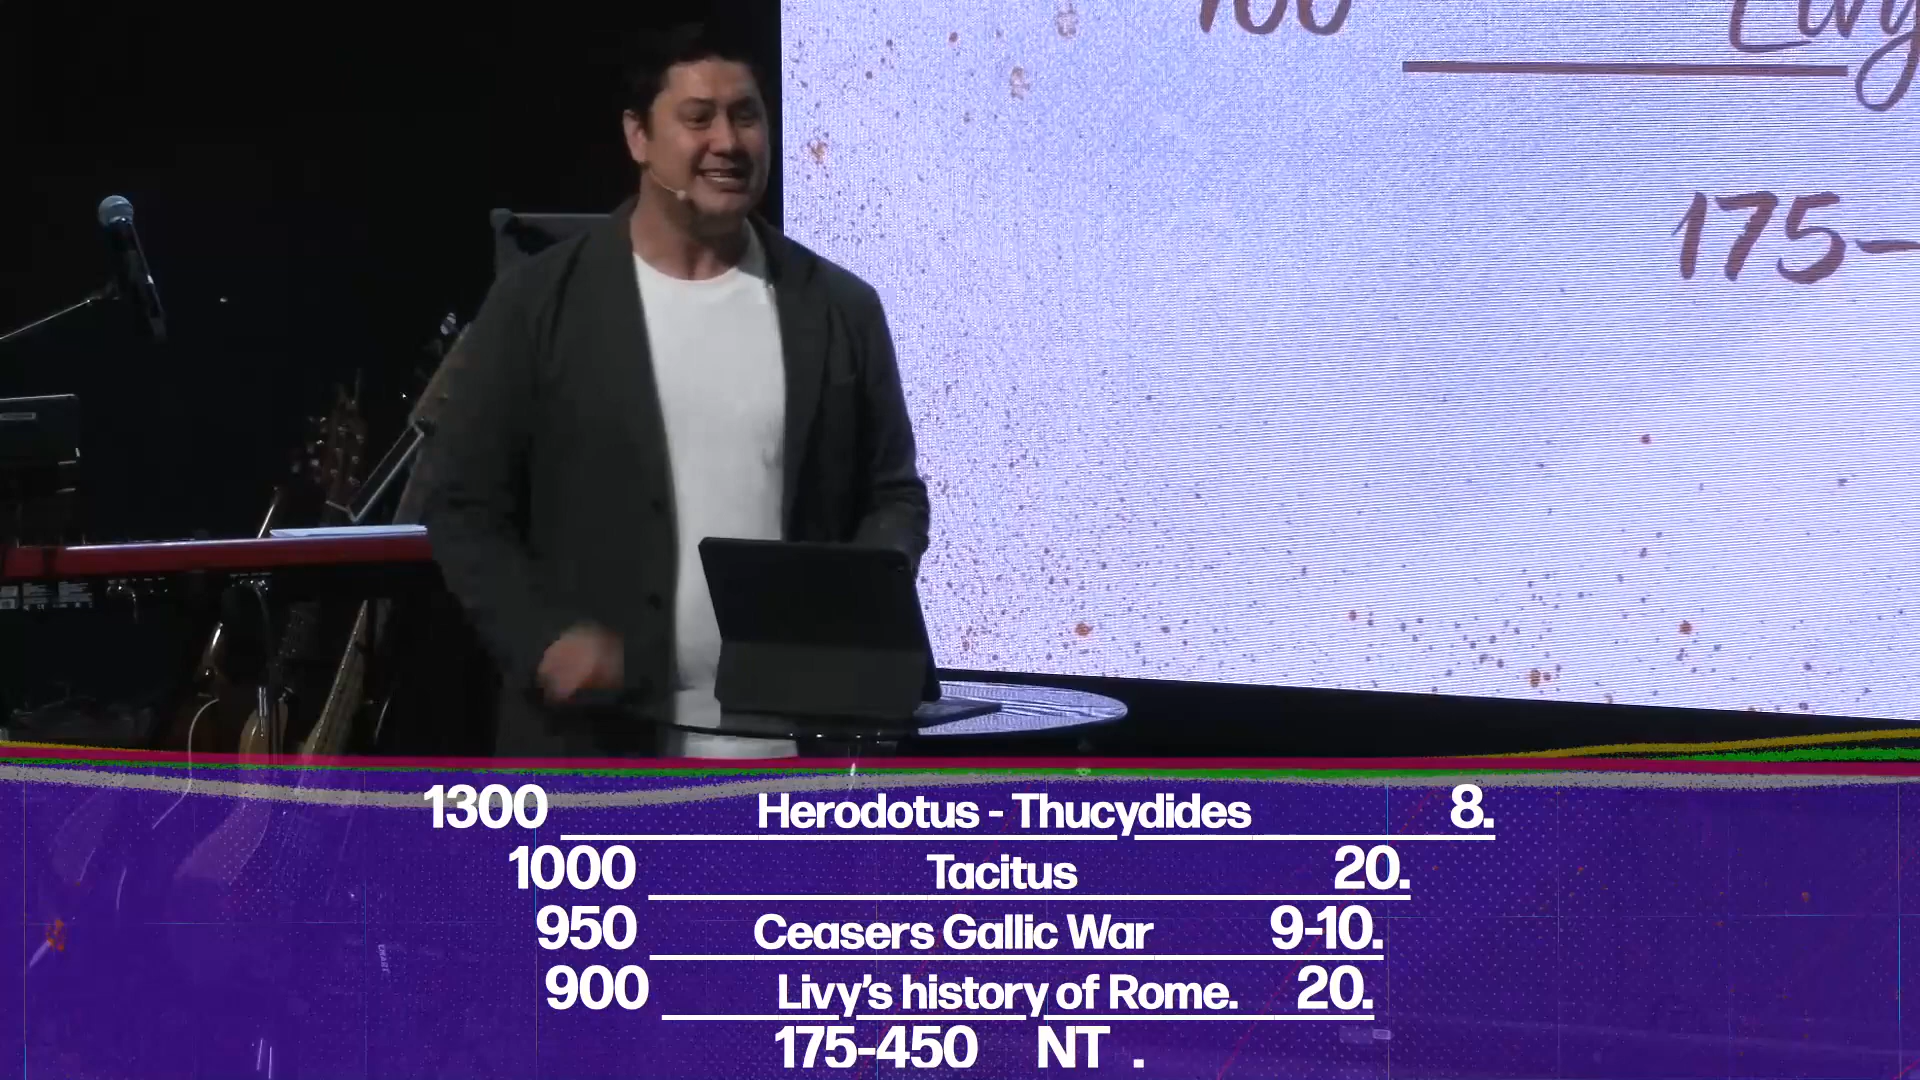 Livy
175-
1300 Herodotus - Thucydides 8.
1000 Tacitus 20.
950 Ceasers Gallic War 9-10.
900 Livy’s history of Rome. 20.
175-450 NT .